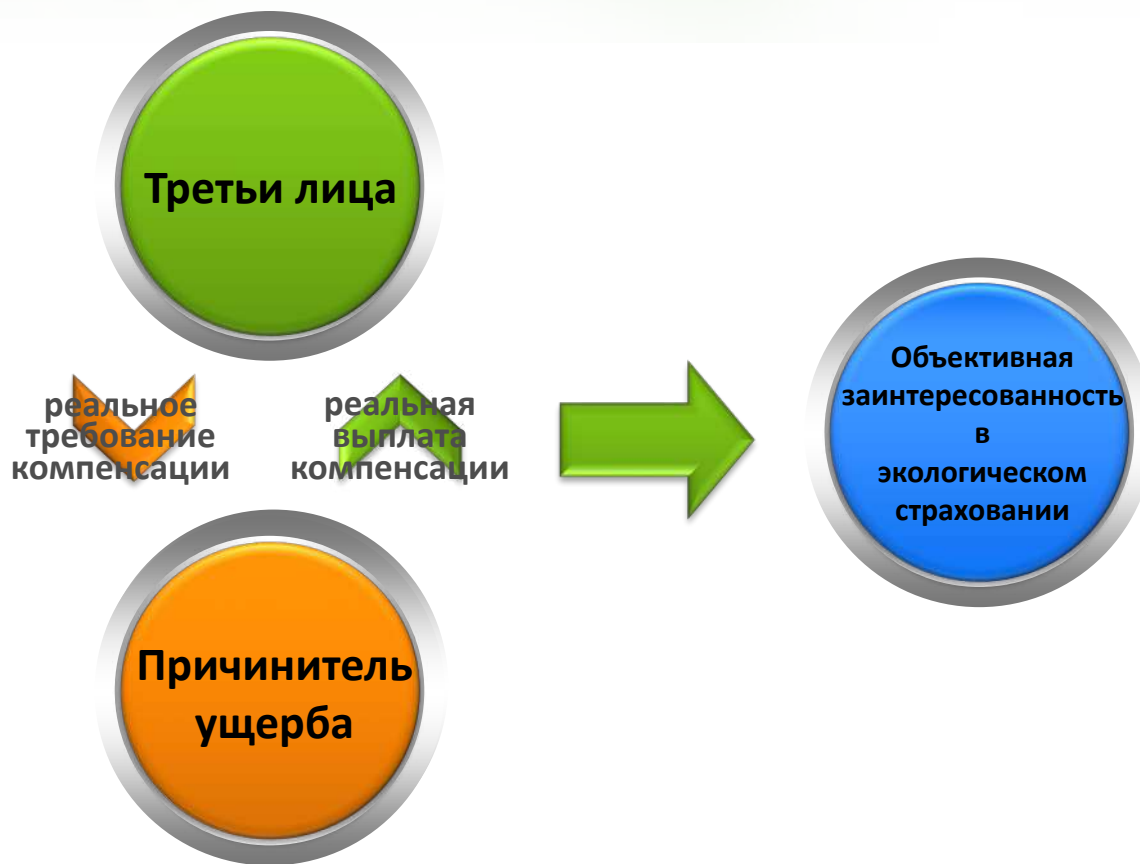 Третьи лица
реальное
требование
компенсации
реальная
выплата
компенсации
Объективная
заинтересованность
в
экологическом
страховании
Причинитель
ущерба